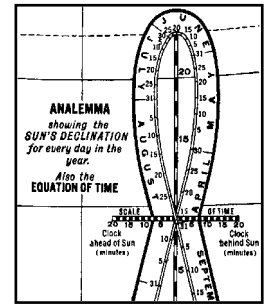 ANALEMMA
showing the
SUN'S DECLINATION
for every day in the
year.
Also the
EQUATION OF TIME
JUNE
MAY
APRIL
JULY
AUGUST
SCALE OF TIME
20 15 10 5 5 10 15 20
Clock
ahead of Sun
(minutes)
Clock
behind Sun
(minutes)
SEPTEM